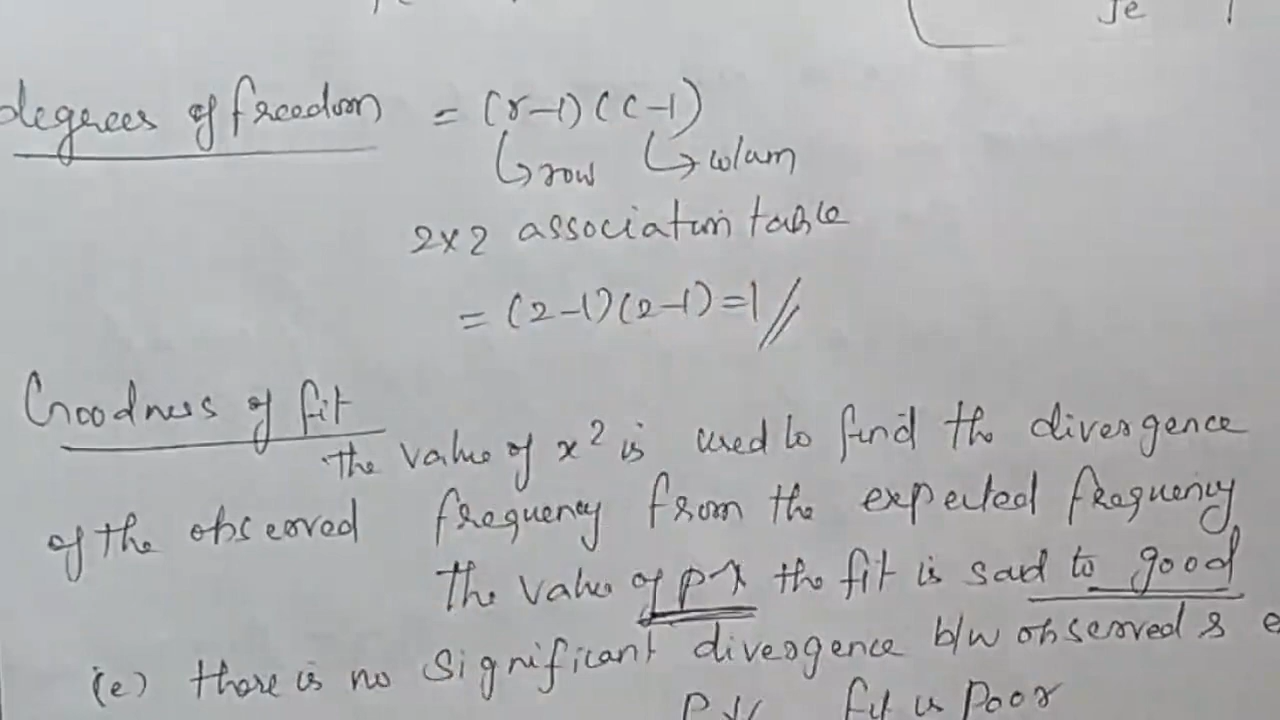 degrees of freedom = (r-1) (c-1)
↳row ↳colum
2x2 association table
= (2-1) (2-1) =1 //
Goodness of fit
The value of x² is used to find the divergence
of the observed frequency from the expected frequency
The value of P↗ the fit is said to good
(e) there is no significant divergence b/w observed & e
P fit is Poor